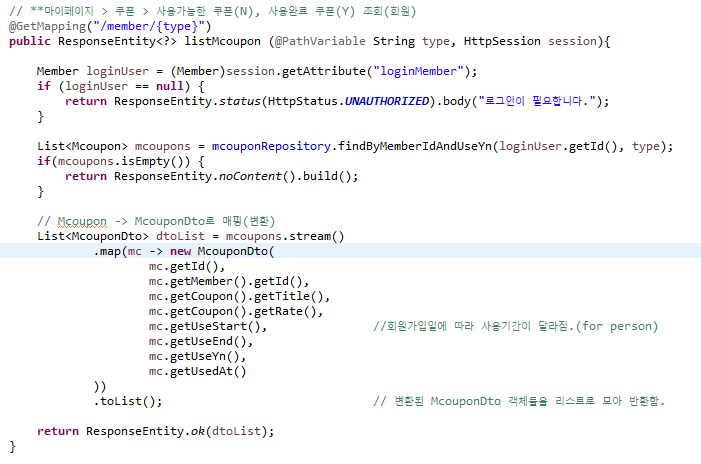 // **마이페이지 > 쿠폰 > 사용가능한 쿠폰(N), 사용완료 쿠폰(Y) 조회(회원)
@GetMapping("/member/{type}")
public ResponseEntity<?> listMcoupon (@PathVariable String type, HttpSession session){
Member loginUser = (Member)session.getAttribute("loginMember");
if (loginUser == null) {
return ResponseEntity.status(HttpStatus.UNAUTHORIZED).body("로그인이 필요합니다.");
}
List<Mcoupon> mcoupons = mcouponRepository.findByMemberIdAndUseYn(loginUser.getId(), type);
if(mcoupons.isEmpty()) {
return ResponseEntity.noContent().build();
}
// Mcoupon -> McouponDto로 매핑(변환)
List<McouponDto> dtoList = mcoupons.stream()
.map(mc -> new McouponDto(
mc.getId(),
mc.getMember().getId(),
mc.getCoupon().getTitle(),
mc.getCoupon().getRate(),
mc.getUseStart(), //회원가입일에 따라 사용기간이 달라짐.(for person)
mc.getUseEnd(),
mc.getUseYn(),
mc.getUsedAt()
))
.toList(); // 변환된 McouponDto 객체들을 리스트로 모아 반환함.
return ResponseEntity.ok(dtoList);
}